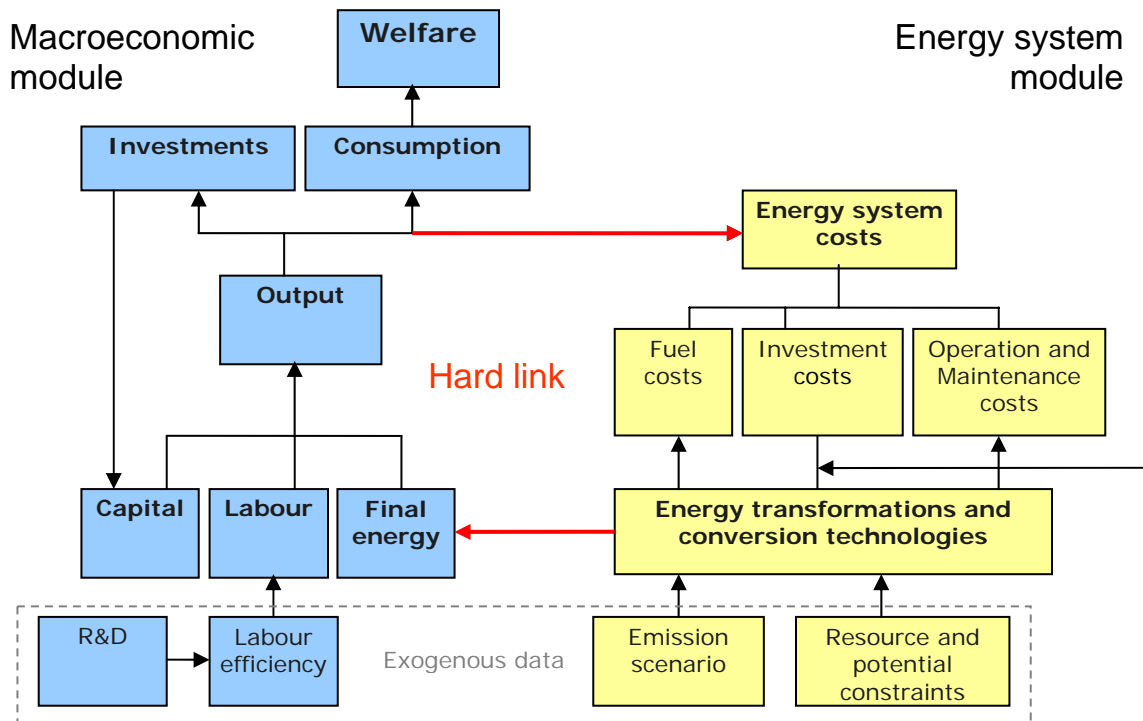 Macroeconomic
module
Welfare
Energy system
module
Investments
Consumption
Energy system
costs
Output
Fuel
costs
Investment
costs
Operation and
Maintenance
costs
Hard link
Capital
Labour
Final
energy
Energy transformations and
conversion technologies
R&D
Labour
efficiency
Exogenous data
Emission
scenario
Resource and
potential
constraints